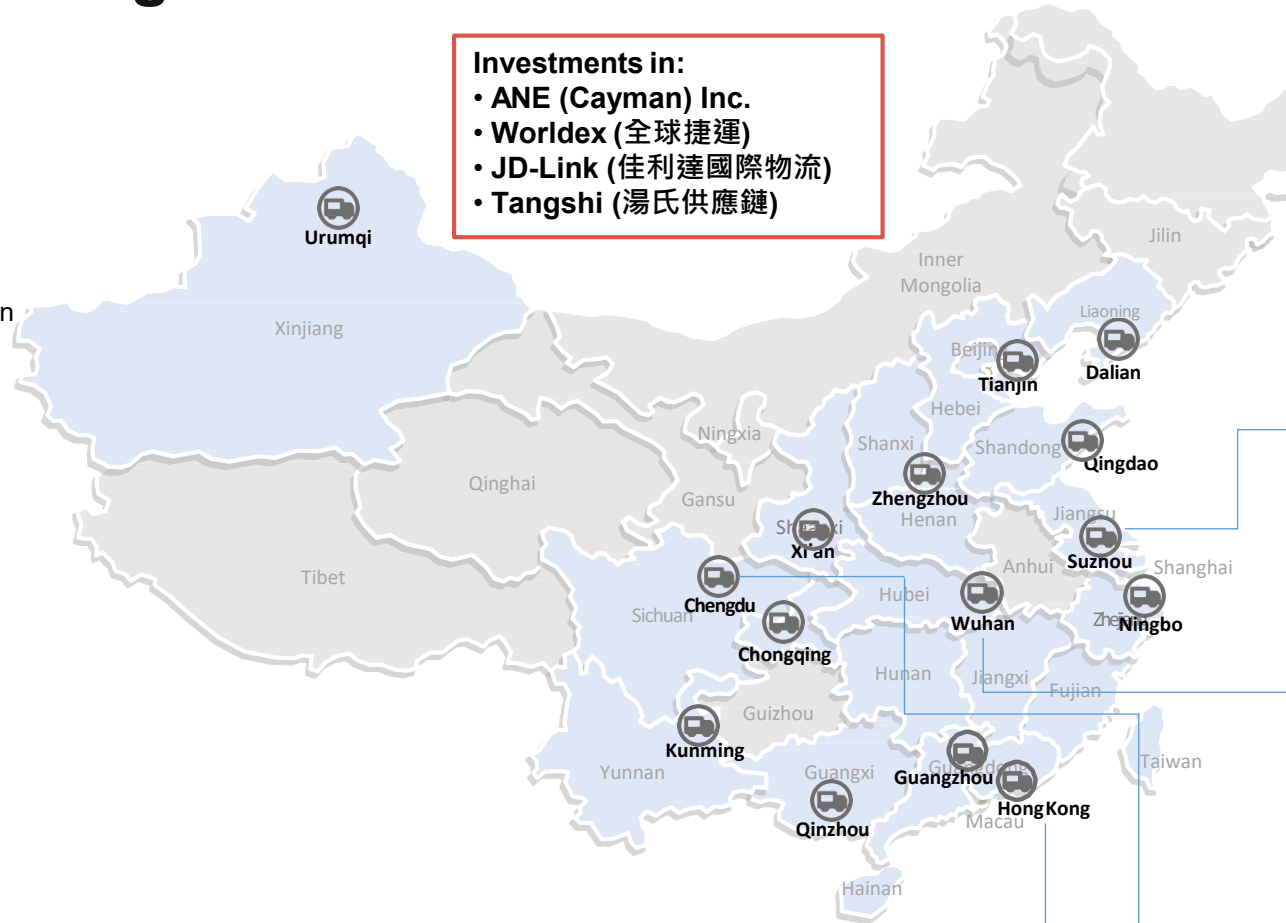 g
Investments in:
• ANE (Cayman) Inc.
• Worldex (全球捷運)
• JD-Link (佳利達國際物流)
• Tangshi (湯氏供應鏈)
Urumqi
Jilin
Inner
Mongolia
n
Xinjiang
Liaoning
Beijing
Tianjin
Dalian
Hebei
Ningxia
Shanxi
Shandong
Qingdao
Qinghai
Gansu
Zhengzhou
Henan
Jiangsu
Shaanxi
Xi'an
Anhui
Suznou
Shanghai
Tibet
Chengdu
Hubei
Sichuan
Wuhan
Ningbo
Chongqing
Hunan
Jiangxi
Fujian
Guizhou
Kunming
Yunnan
Guangxi
Guangdong
Guangzhou
Taiwan
Hong Kong
Macau
Qinzhou
Hainan